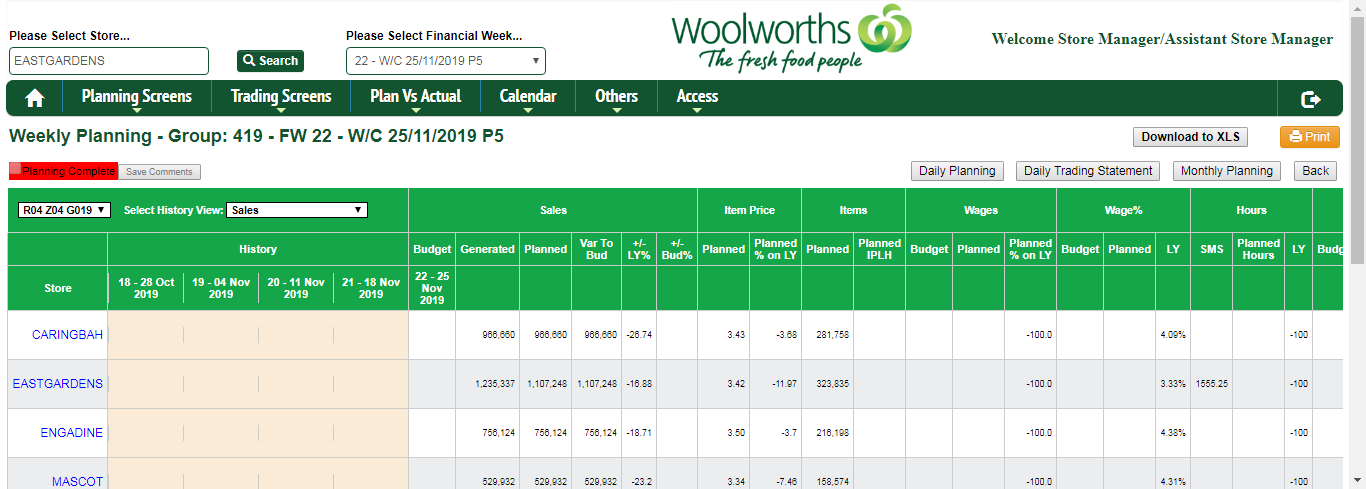 Please Select Store...
Please Select Financial Week...
EASTGARDENS
Search
22 - W/C 25/11/2019 P5
Woolworths
The fresh food people
Welcome Store Manager/Assistant Store Manager
Planning Screens Trading Screens Plan Vs Actual Calendar Others Access
Weekly Planning - Group: 419 - FW 22 - W/C 25/11/2019 P5
Download to XLS
Print
Planning Complete
Save Comments
Daily Planning
Daily Trading Statement
Monthly Planning
Back
R04 Z04 G019
Select History View: Sales
Sales Item Price Items Wages Wage% Hours
History
Budget Generated Planned Var To Bud +/- LY% +/- Bud% Planned Planned % on LY Planned Planned IPLH Budget Planned Planned % on LY Budget Planned LY SMS Planned Hours LY Budg
Store 18 - 28 Oct 2019 19 - 04 Nov 2019 20 - 11 Nov 2019 21 - 18 Nov 2019 22 - 25 Nov 2019
CARINGBAH 966,660 966,660 966,660 -26.74 3.43 -3.68 281,758 -100.0 4.09% -100
EASTGARDENS 1,235,337 1,107,248 1,107,248 -16.88 3.42 -11.97 323,835 -100.0 3.33% 1555.25 -100
ENGADINE 756,124 756,124 756,124 -18.71 3.50 -3.7 216,198 -100.0 4.38% -100
MASCOT 529,932 529,932 529,932 -23.2 3.34 -7.46 158,574 -100.0 4.31% -100